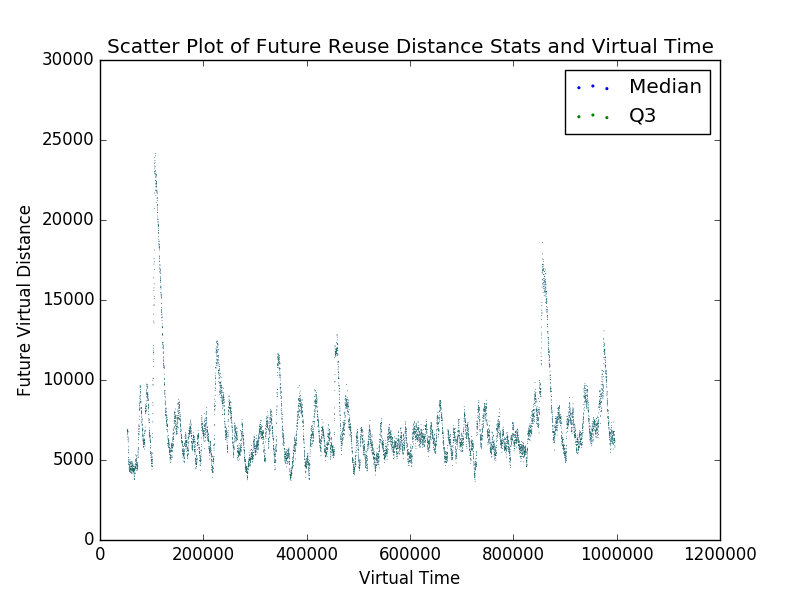 Scatter Plot of Future Reuse Distance Stats and Virtual Time
30000
25000
20000
15000
10000
5000
0
Future Virtual Distance
Median
Q3
0 200000 400000 600000 800000 1000000 1200000
Virtual Time